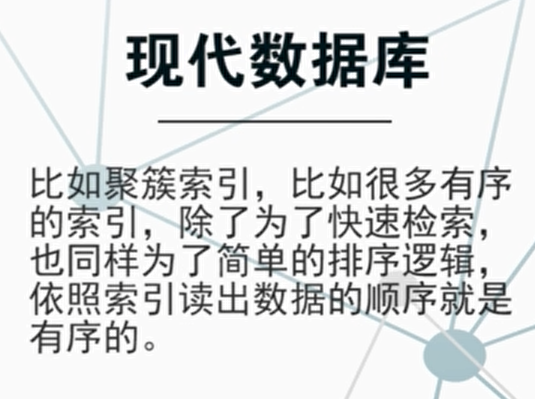 现代数据库
比如聚簇索引，比如很多有序
的索引，除了为了快速检索，
也同样为了简单的排序逻辑，
依照索引读出数据的顺序就是
有序的。